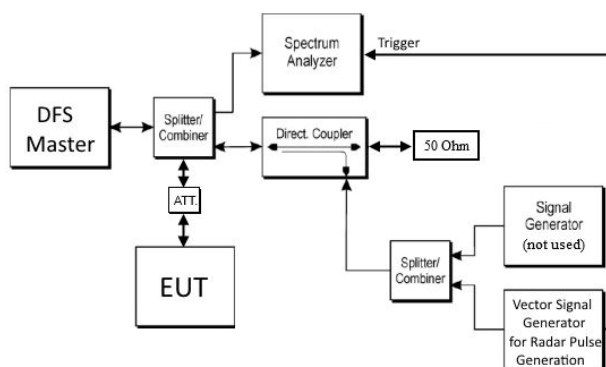 Spectrum
Analyzer
Trigger
DFS
Master
Splitter/
Combiner
Direct. Coupler
50 Ohm
ATT.
EUT
Splitter/
Combiner
Signal
Generator
(not used)
Vector Signal
Generator
for Radar Pulse
Generation